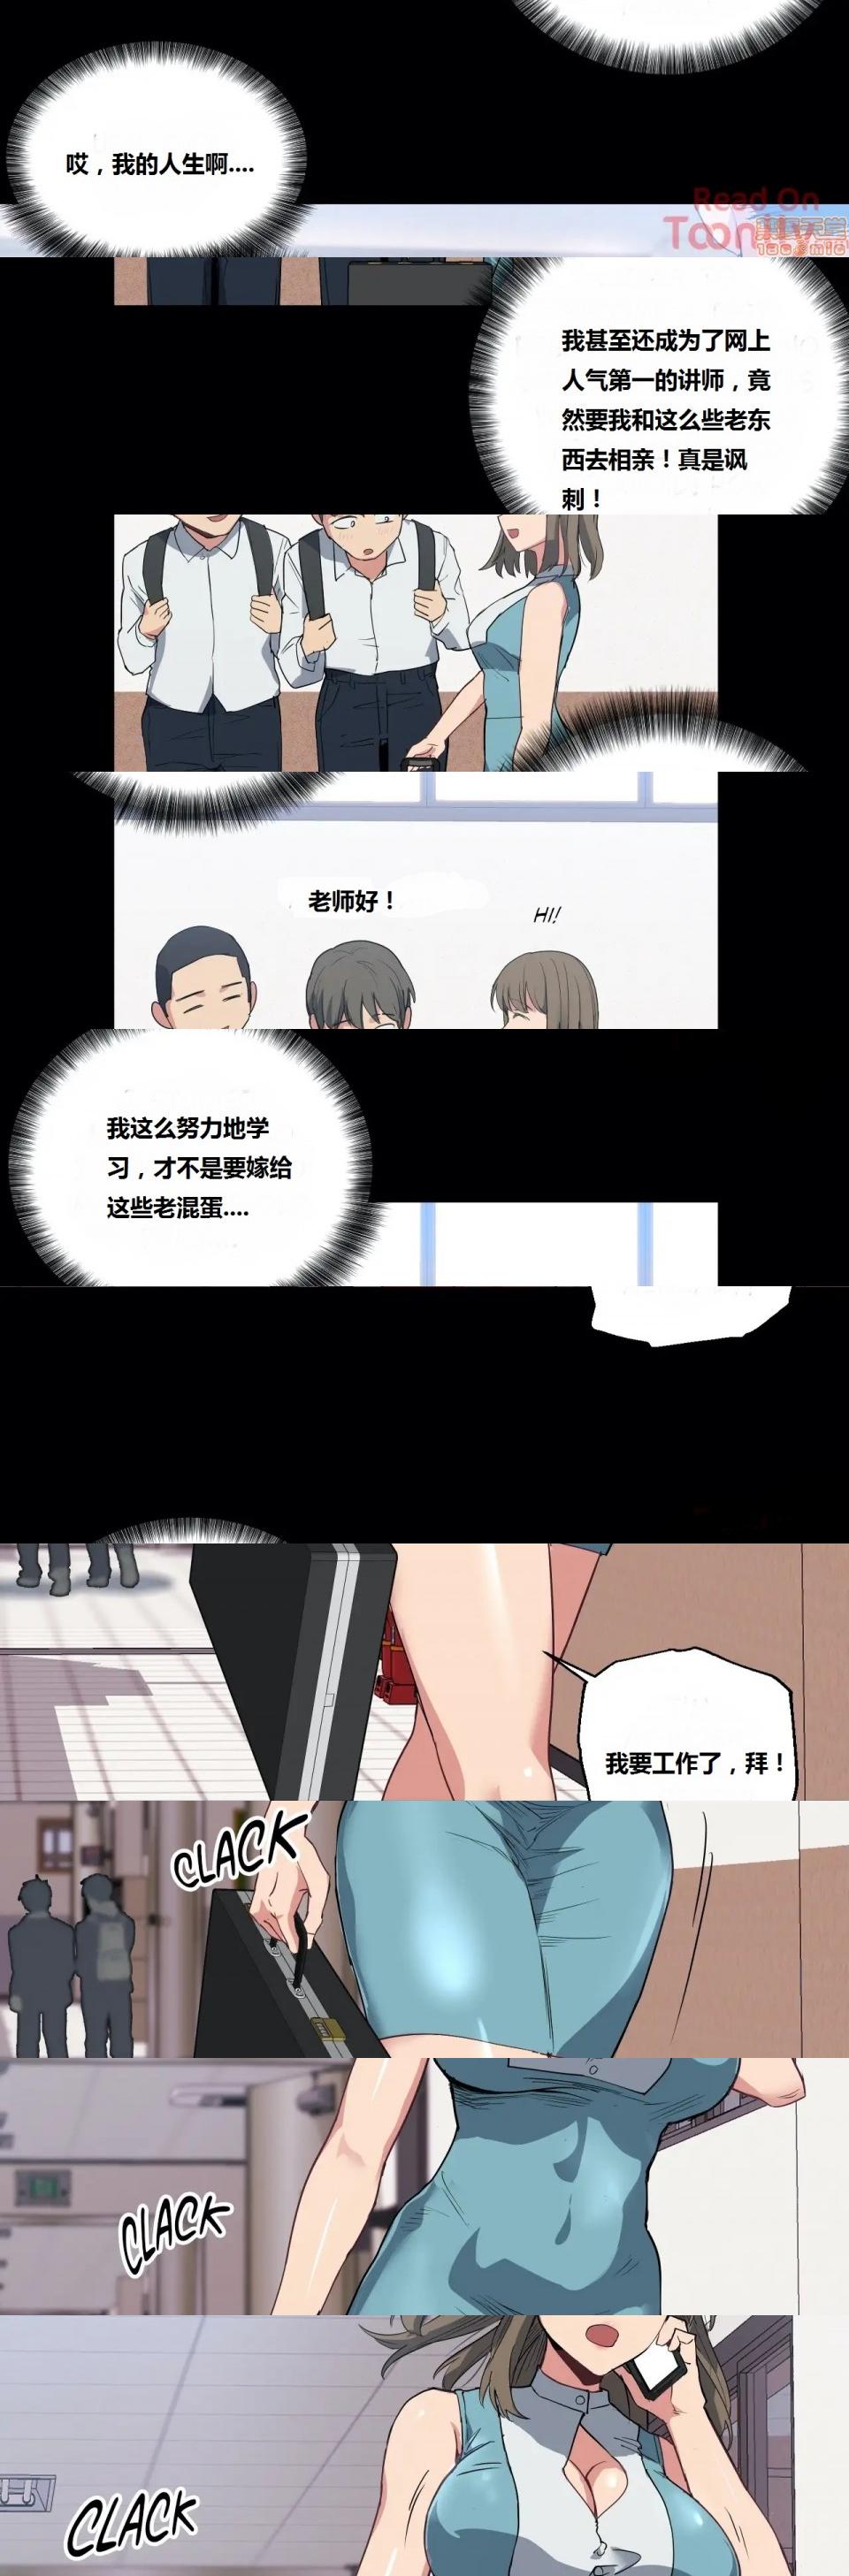 哎，我的人生啊....
Read On
我甚至还成为了网上
人气第一的讲师，竟
然要我和这么些老东
西去相亲！真是讽
刺！
老师好！
HI!
我这么努力地学
习，才不是要嫁给
这些老混蛋....
我要工作了，拜！
CLACK
CLACK
CLACK